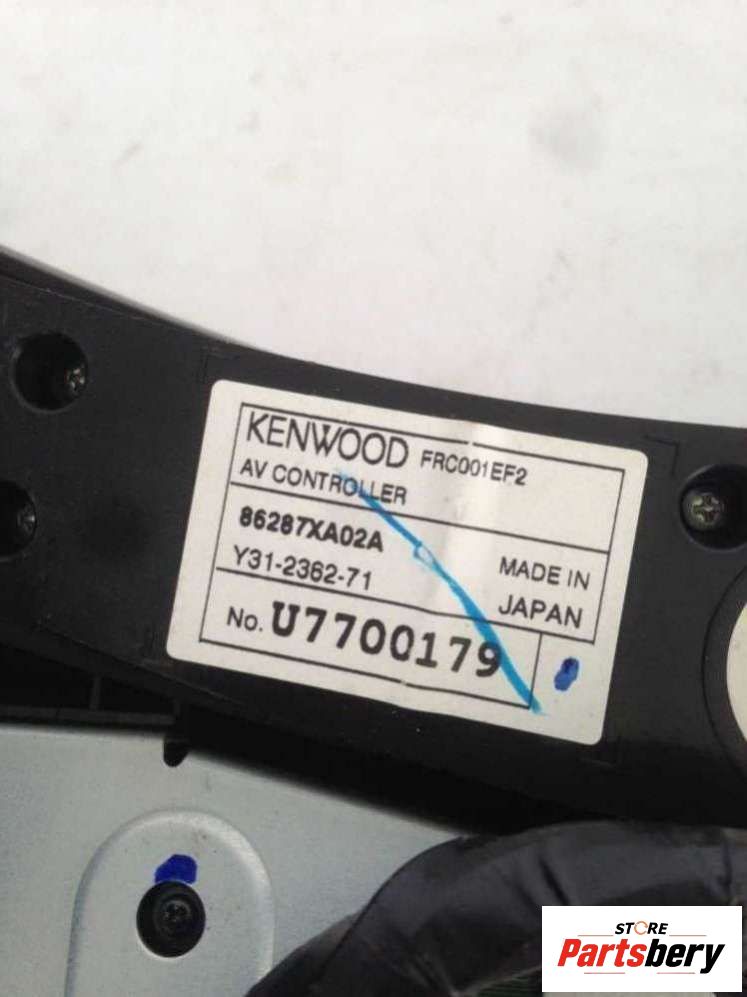 KENWOOD FRC001EF2
AV CONTROLLER
86287XA02A
Y31-2362-71
MADE IN
JAPAN
No. U7700179
STORE
Partsbery